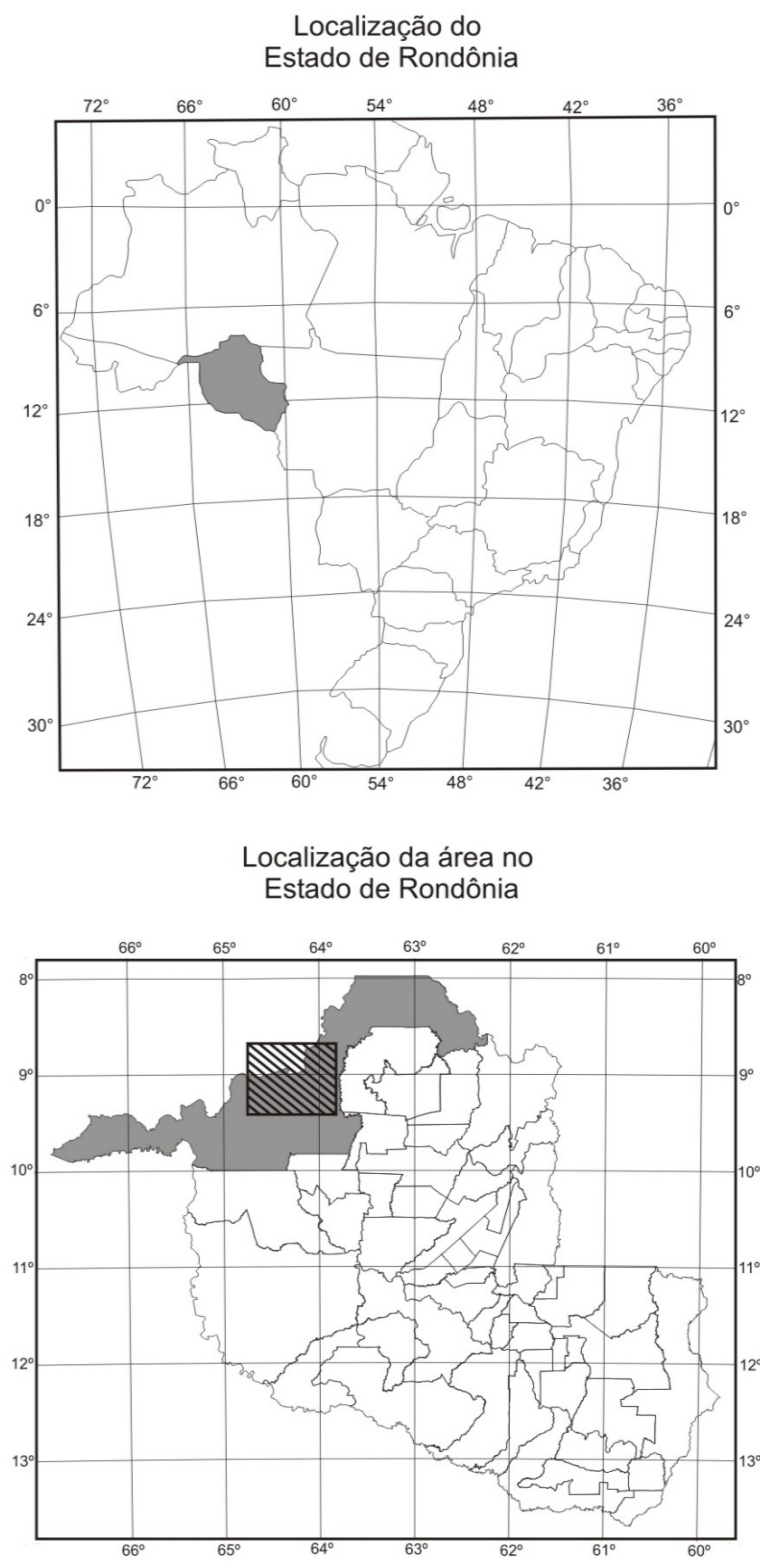 Localização do
Estado de Rondônia
72° 66° 60° 54° 48° 42° 36°
0° 0°
6° 6°
12° 12°
18° 18°
24° 24°
30° 30°
72° 66° 60° 54° 48° 42° 36°
Localização da área no
Estado de Rondônia
66º 65º 64º 63º 62º 61º 60º
8º 8º
9º 9º
10º 10º
11º 11º
12º 12º
13º 13º
66º 65º 64º 63º 62º 61º 60º